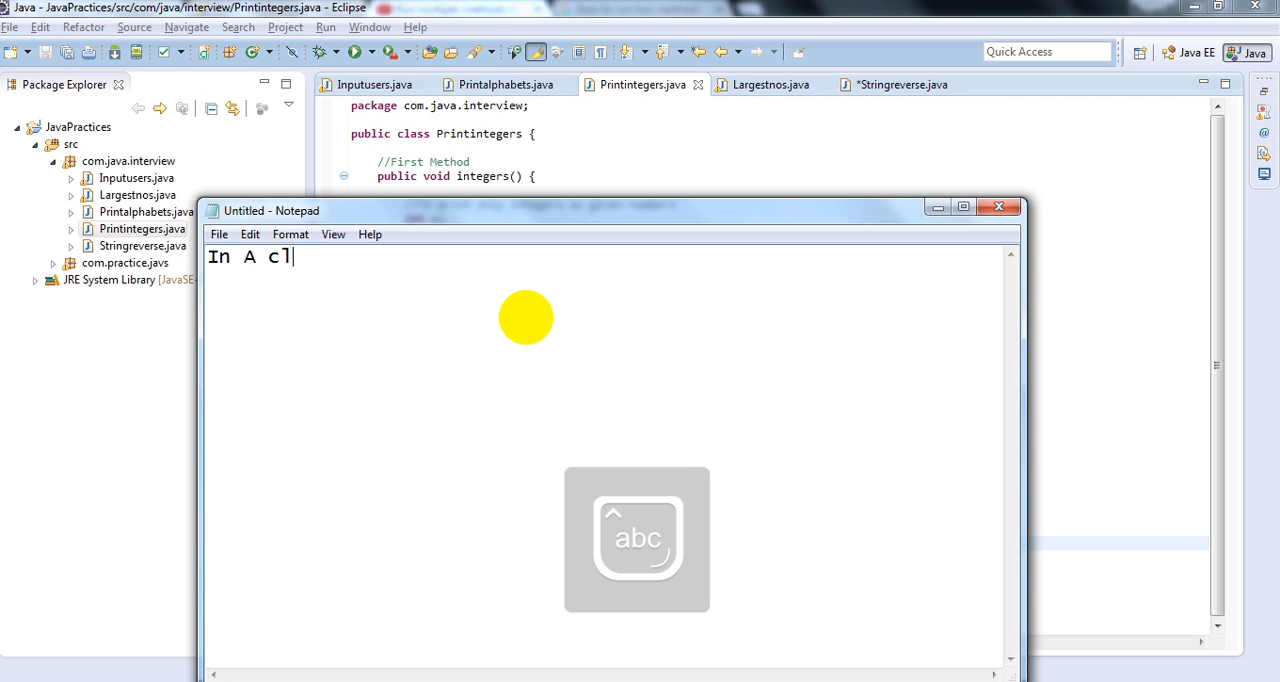 Java - JavaPractices/src/com/java/interview/Printintegers.java - Eclipse
File Edit Refactor Source Navigate Search Project Run Window Help
Quick Access
Java EE
Java
Package Explorer
Inputusers.java
Printalphabets.java
Printintegers.java
Largestnos.java
*Stringreverse.java
JavaPractices
src
com.java.interview
Inputusers.java
Largestnos.java
Printalphabets.java
Printintegers.java
Stringreverse.java
com.practice.javs
JRE System Library [JavaSE-
package com.java.interview;
public class Printintegers {
//First Method
public void integers() {
Untitled - Notepad
File Edit Format View Help
In A cl
abc